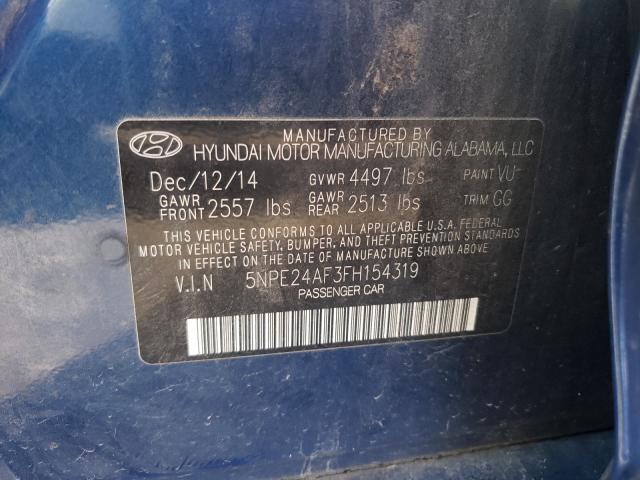 MANUFACTURED BY
HYUNDAI MOTOR MANUFACTURING ALABAMA, LLC
Dec/12/14 GVWR 4497 lbs PAINT VU
GAWR FRONT 2557 lbs GAWR REAR 2513 lbs TRIM GG
THIS VEHICLE CONFORMS TO ALL APPLICABLE U.S.A. FEDERAL
MOTOR VEHICLE SAFETY, BUMPER, AND THEFT PREVENTION STANDARDS
IN EFFECT ON THE DATE OF MANUFACTURE SHOWN ABOVE.
V.I.N 5NPE24AF3FH154319
PASSENGER CAR